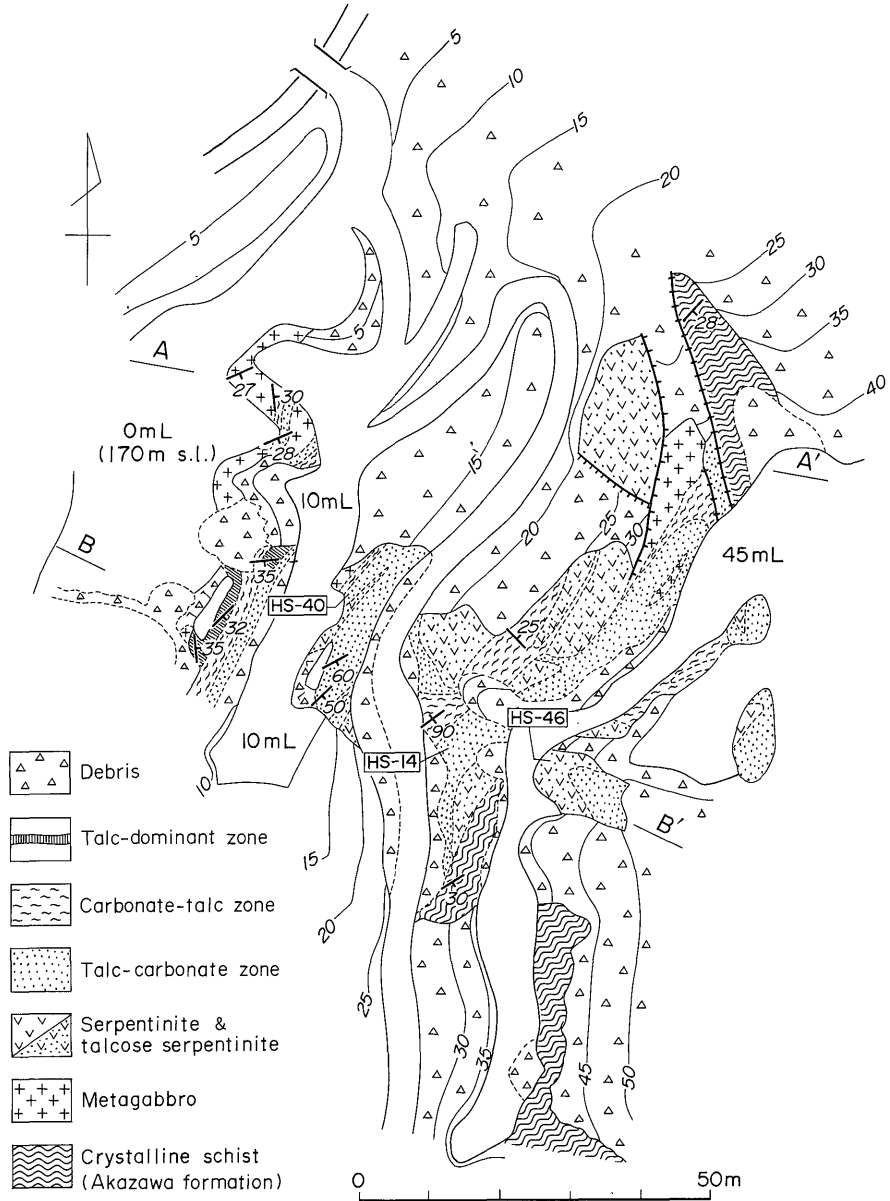 5
10
15
20
25
30
35
40
5
5
A
27
30
28
28
0mL
(170m s.l.)
10mL
15
20
25
30
A'
45mL
B
35
HS-40
32
35
25
60
50
HS-46
90
HS-14
10mL
10
B'
15
30
20
25
30
35
45
50
Debris
Talc-dominant zone
Carbonate-talc zone
Talc-carbonate zone
Serpentinite &
talcose serpentinite
Metagabbro
Crystalline schist
(Akazawa formation)
0
50m